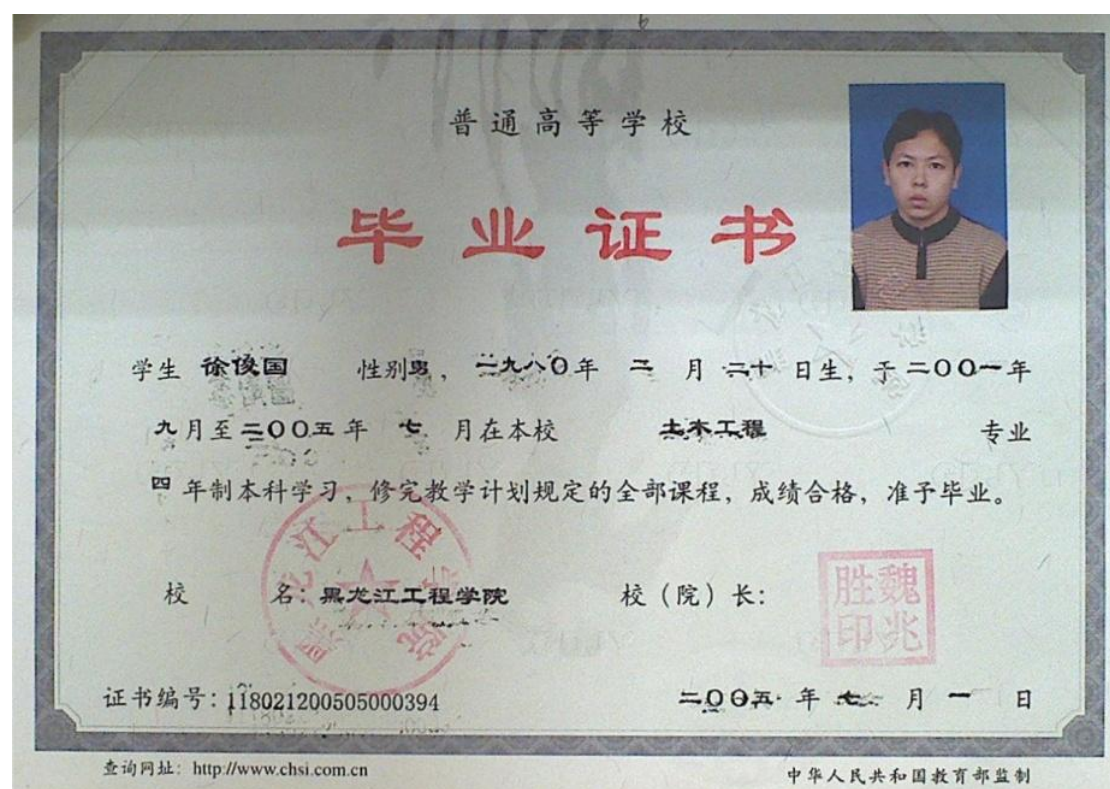 普通高等学校
毕业证书
学生 徐俊国 性别男，一九八〇年 二 月 二十 日生，于二〇〇一年
九月至二〇〇五年 七 月在本校 土木工程 专业
四 年制本科学习，修完教学计划规定的全部课程，成绩合格，准予毕业。
黑龙江工程学院
校 名：黑龙江工程学院 校（院）长：
魏兆胜印
证书编号：118021200505000394 二〇〇五 年 七 月 一 日
查询网址：http://www.chsi.com.cn 中华人民共和国教育部监制